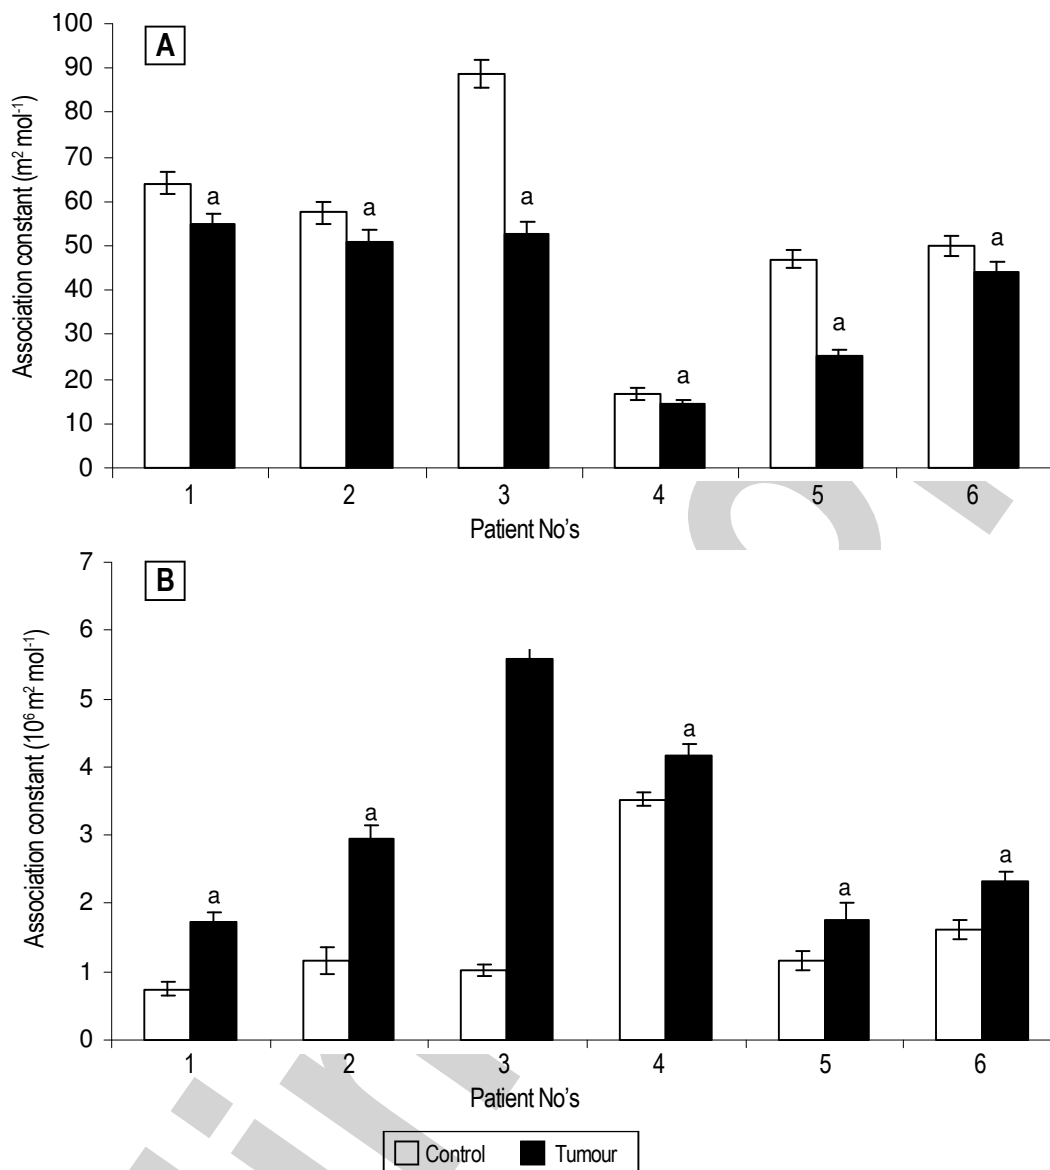 A
Association constant (m² mol⁻¹)
100
90
80
70
60
50
40
30
20
10
0
a
a
a
a
a
a
1 2 3 4 5 6
Patient No's
B
Association constant (10⁶ m² mol⁻¹)
7
6
5
4
3
2
1
0
a
a
a
a
a
1 2 3 4 5 6
Patient No's
Control Tumour